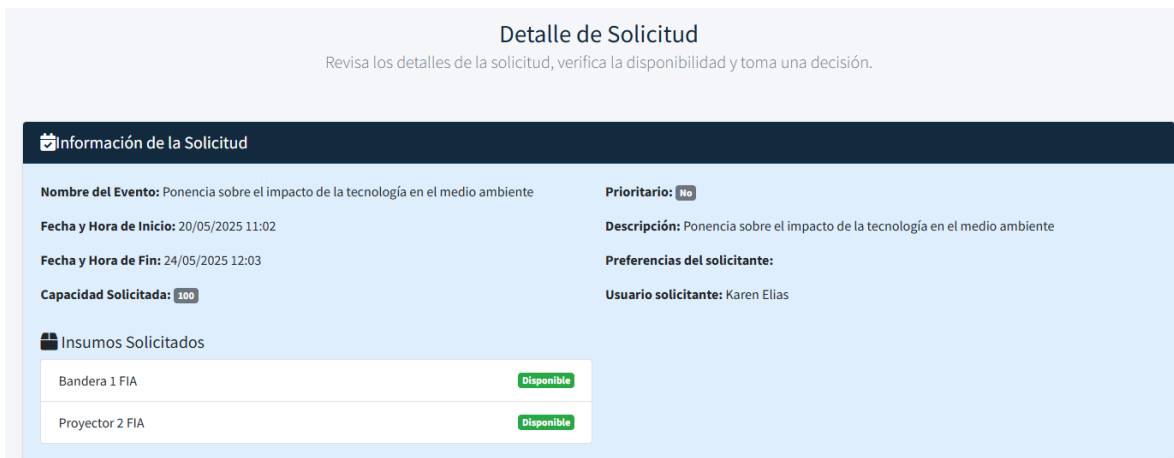 Detalle de Solicitud
Revisa los detalles de la solicitud, verifica la disponibilidad y toma una decisión.
Información de la Solicitud
Nombre del Evento: Ponencia sobre el impacto de la tecnología en el medio ambiente
Fecha y Hora de Inicio: 20/05/2025 11:02
Fecha y Hora de Fin: 24/05/2025 12:03
Capacidad Solicitada: 100
Prioritario: No
Descripción: Ponencia sobre el impacto de la tecnología en el medio ambiente
Preferencias del solicitante:
Usuario solicitante: Karen Elias
Insumos Solicitados
Bandera 1 FIA Disponible
Proyector 2 FIA Disponible